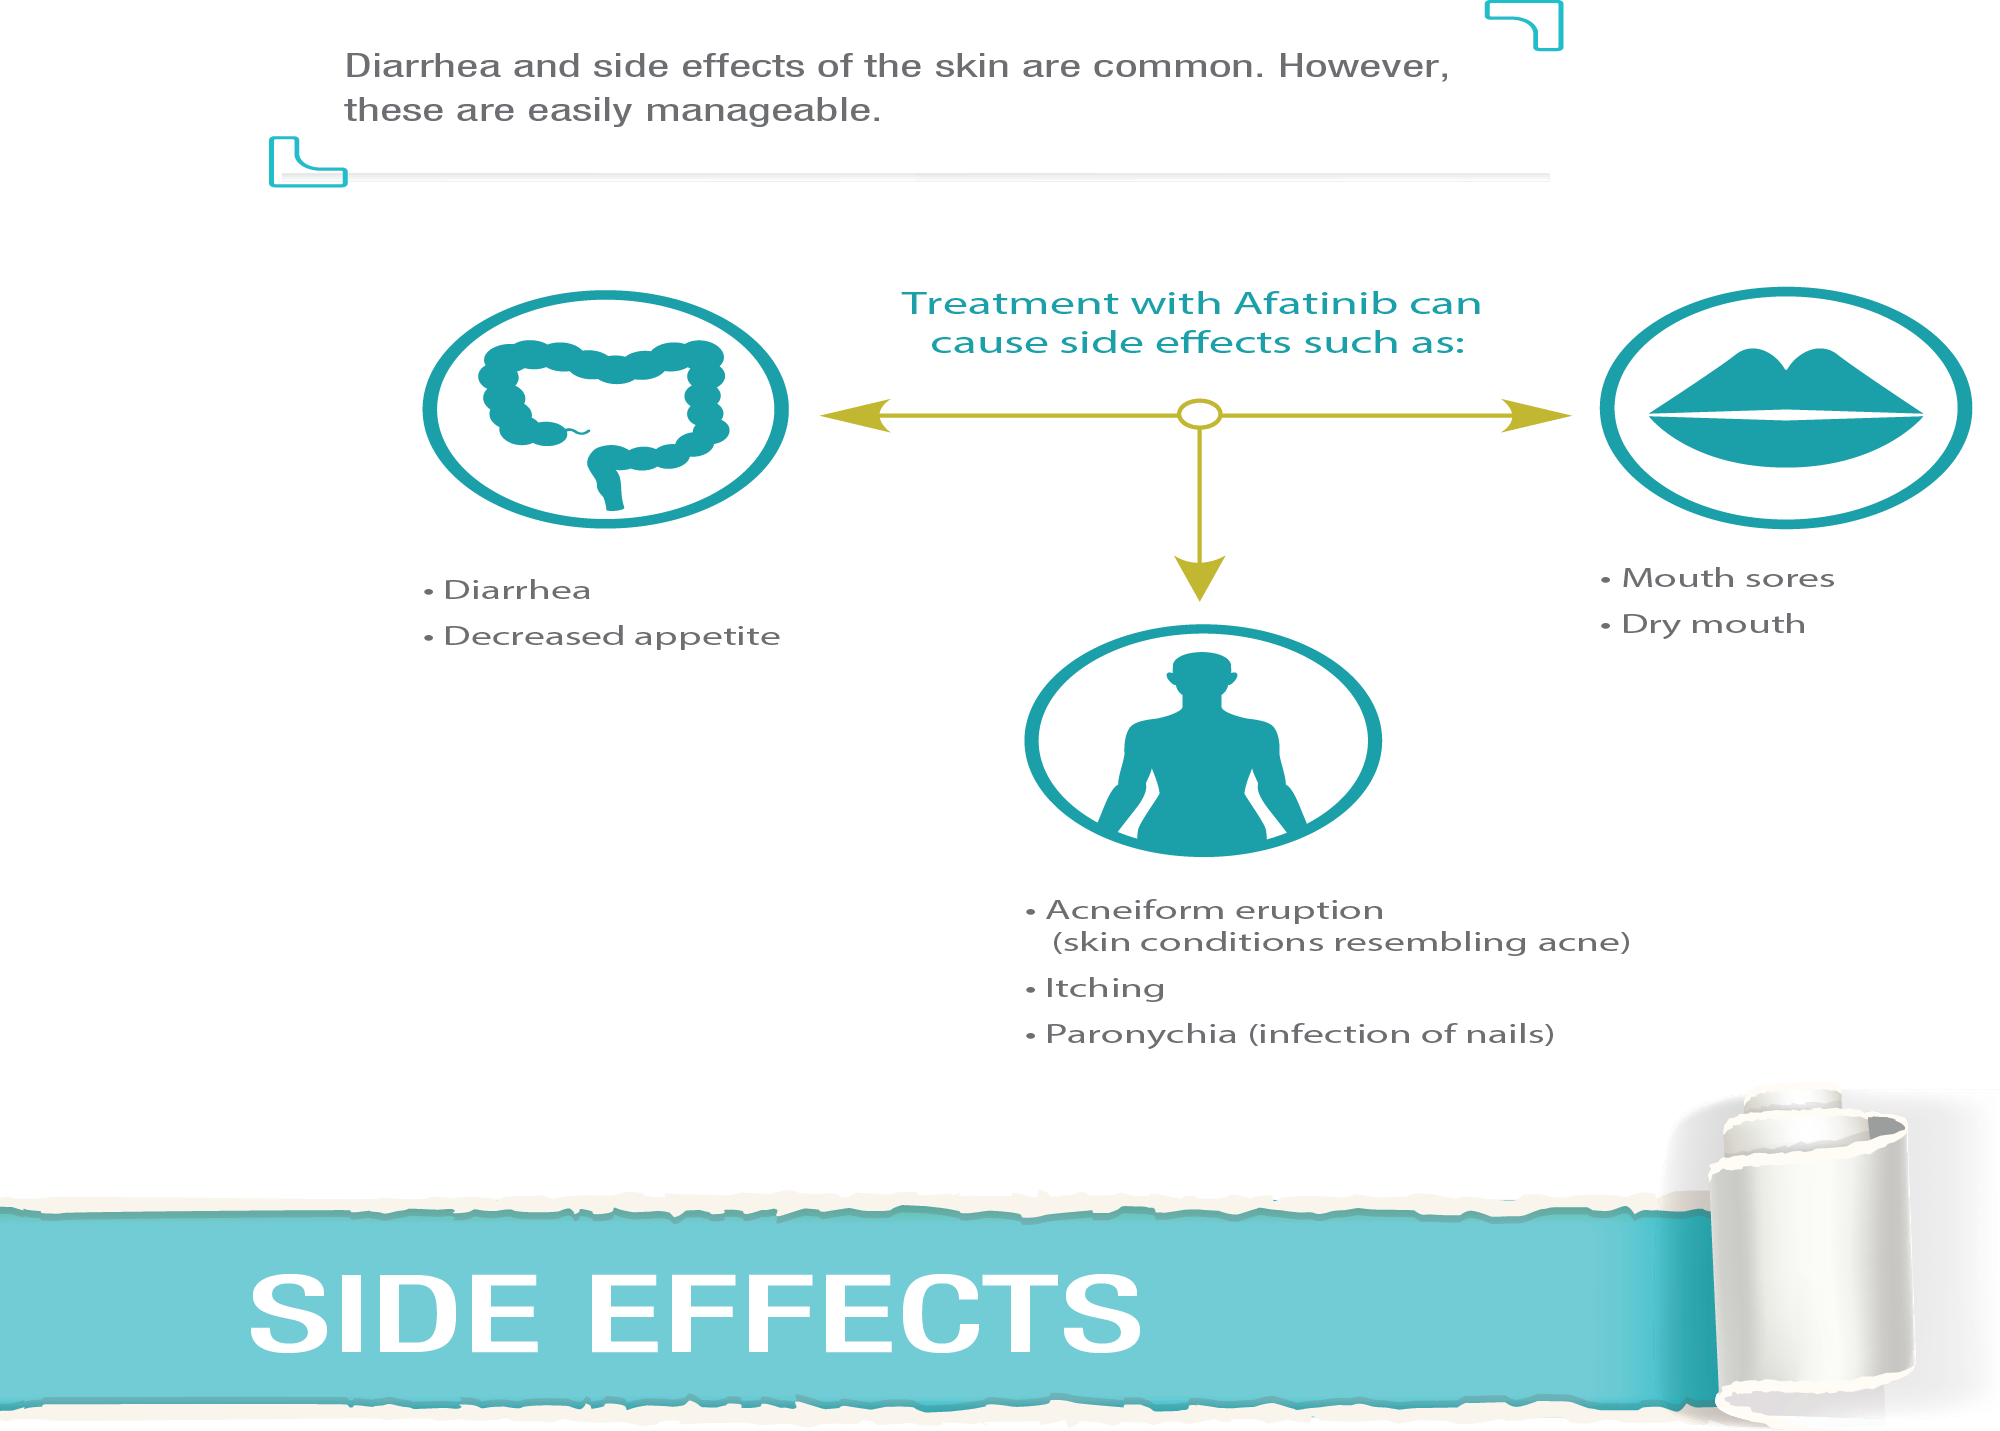 Diarrhea and side effects of the skin are common. However,
these are easily manageable.
Treatment with Afatinib can
cause side effects such as:
• Diarrhea
• Decreased appetite
• Mouth sores
• Dry mouth
• Acneiform eruption
(skin conditions resembling acne)
• Itching
• Paronychia (infection of nails)
SIDE EFFECTS